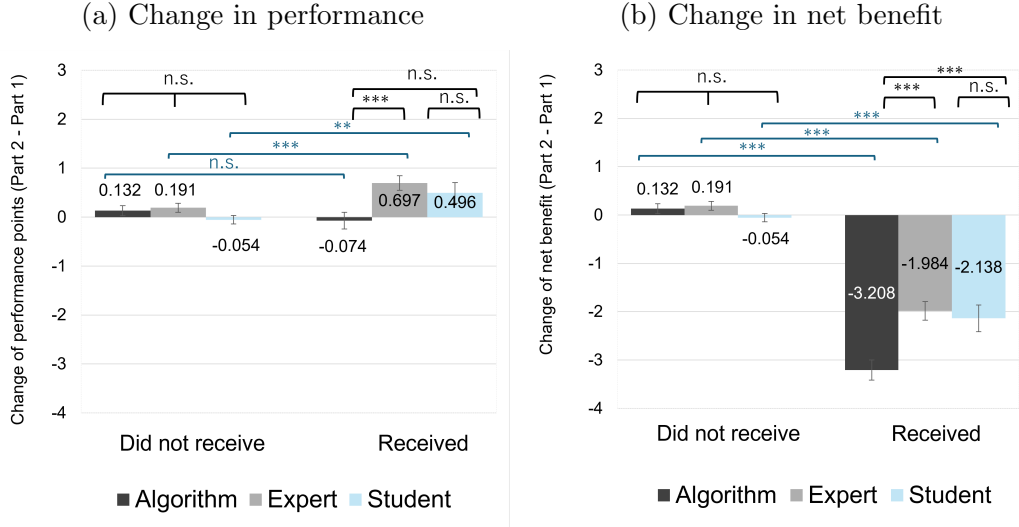 (a) Change in performance
Change of performance points (Part 2 - Part 1)
3
2
1
0
-1
-2
-3
-4
n.s.
n.s.
***
n.s.
**
***
n.s.
0.132
0.191
-0.054
-0.074
0.697
0.496
Did not receive
Received
Algorithm
Expert
Student
(b) Change in net benefit
Change of net benefit (Part 2 - Part 1)
3
2
1
0
-1
-2
-3
-4
n.s.
***
***
n.s.
***
***
***
0.132
0.191
-0.054
-3.208
-1.984
-2.138
Did not receive
Received
Algorithm
Expert
Student